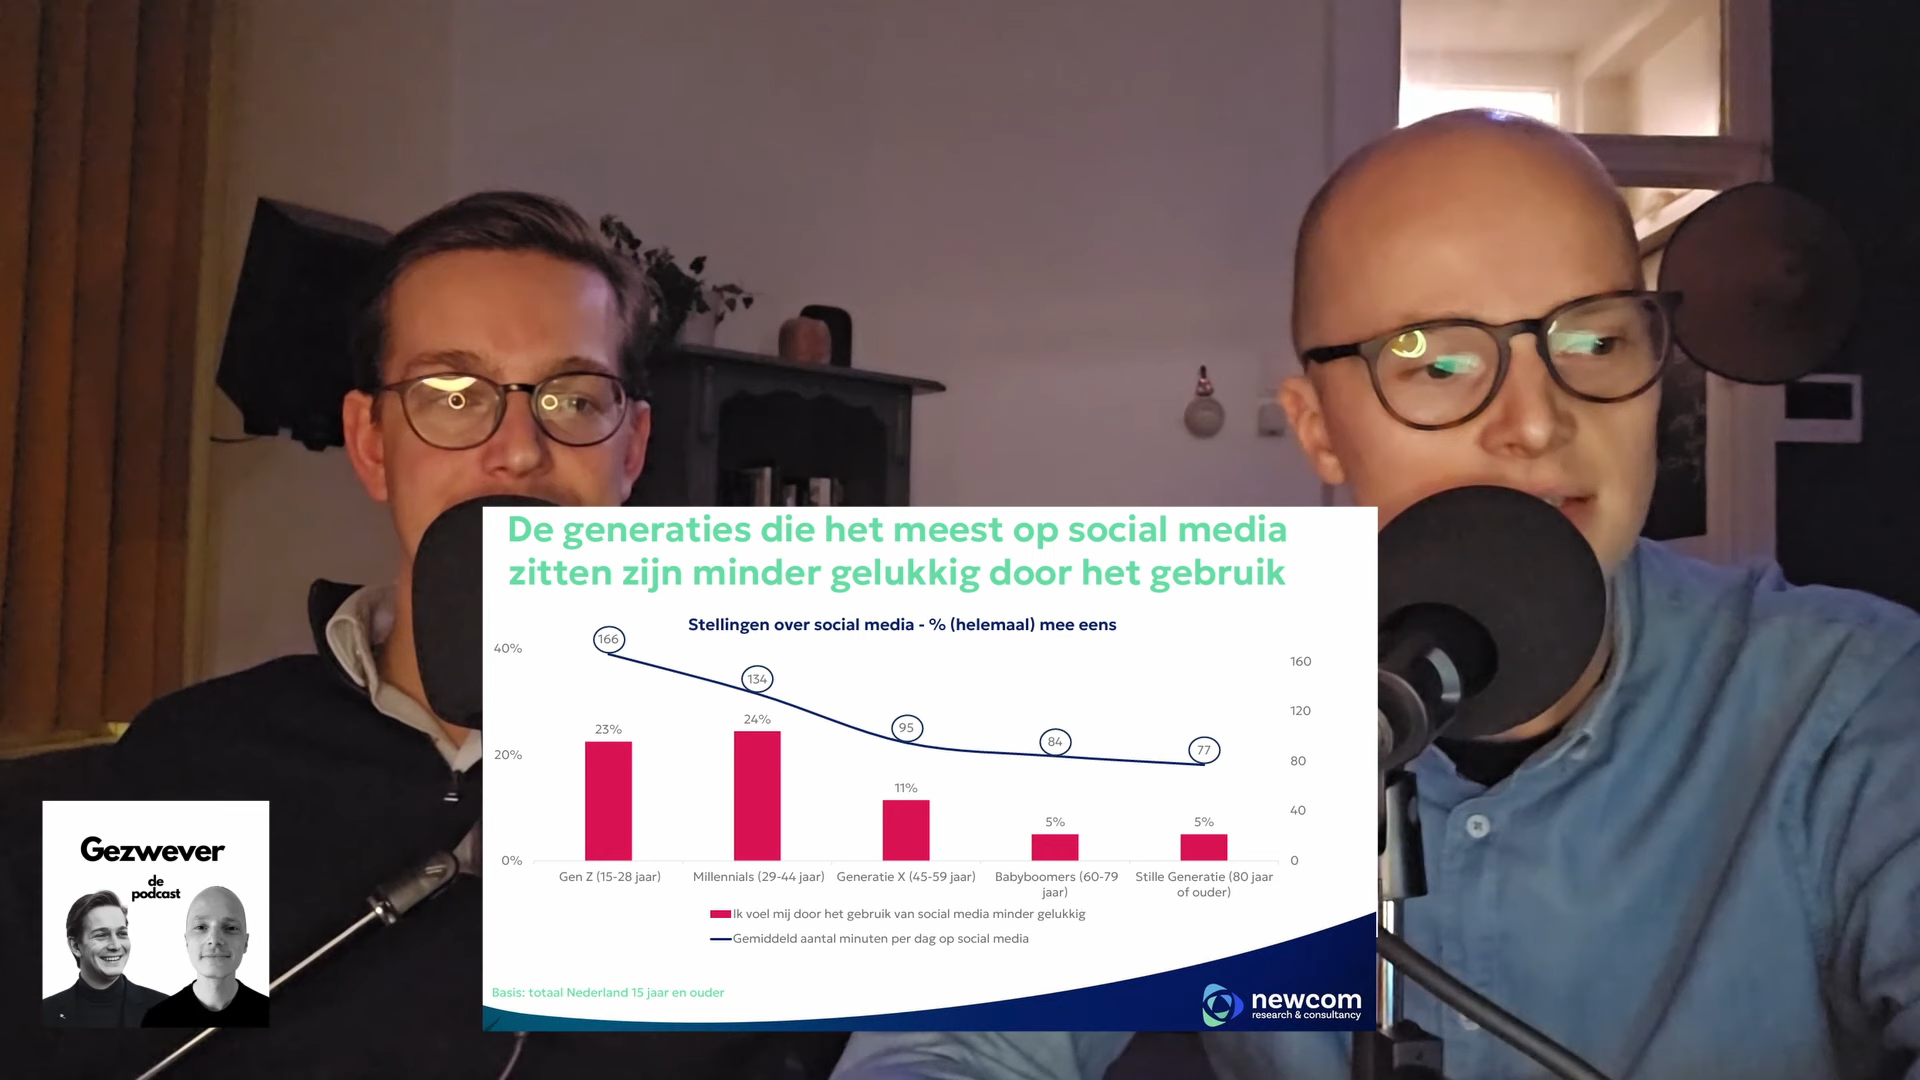 De generaties die het meest op social media
zitten zijn minder gelukkig door het gebruik
Stellingen over social media - % (helemaal) mee eens
40%
20%
0%
166
134
95
84
77
23%
24%
11%
5%
5%
160
120
80
40
0
Gen Z (15-28 jaar)
Millennials (29-44 jaar)
Generatie X (45-59 jaar)
Babyboomers (60-79
jaar)
Stille Generatie (80 jaar
of ouder)
Ik voel mij door het gebruik van social media minder gelukkig
Gemiddeld aantal minuten per dag op social media
Basis: totaal Nederland 15 jaar en ouder
newcom
research & consultancy
Gezwever
de
podcast